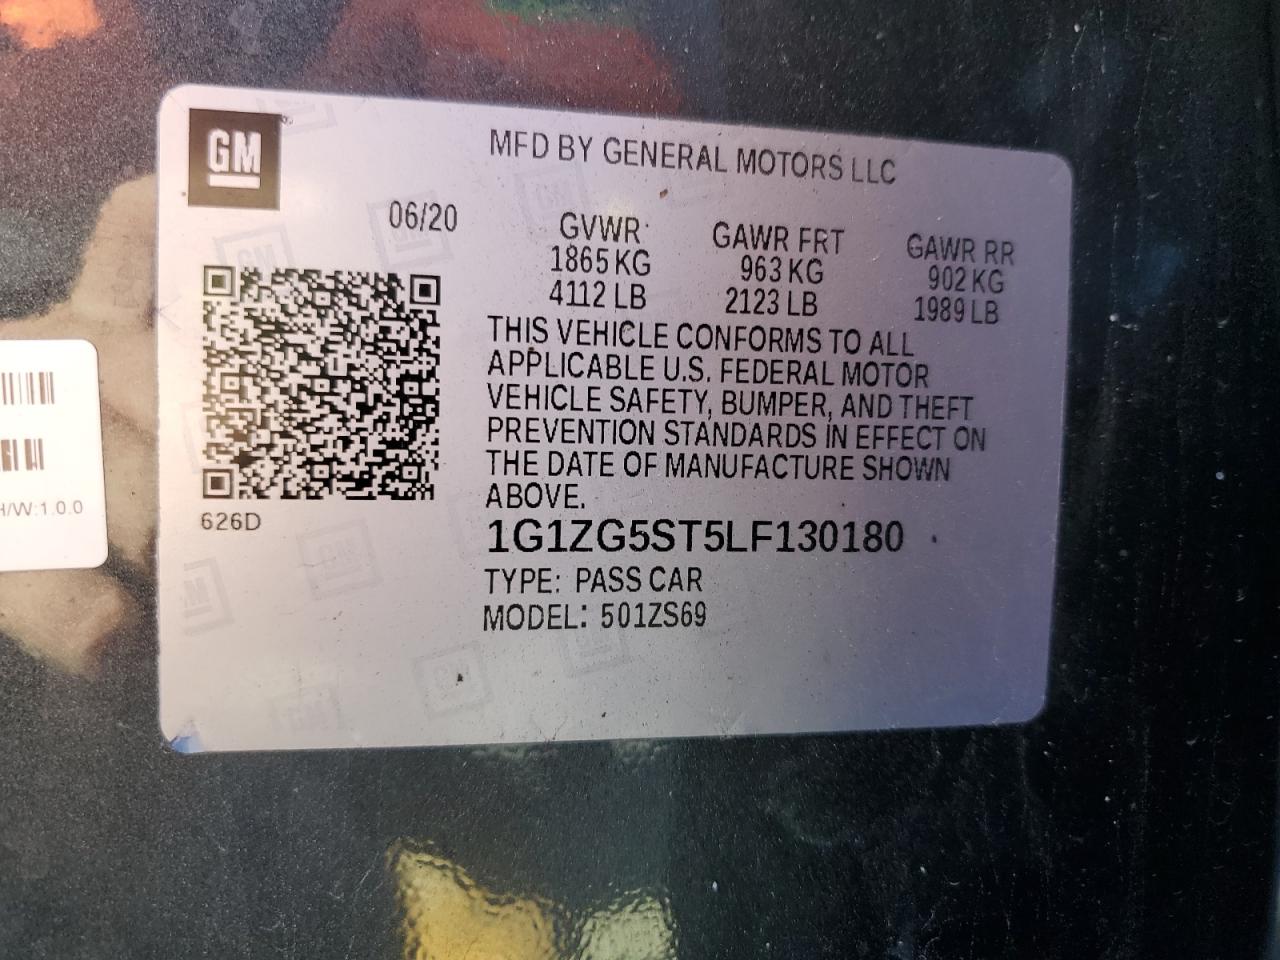 GM
MFD BY GENERAL MOTORS LLC
06/20
GVWR GAWR FRT GAWR RR
1865 KG 963 KG 902 KG
4112 LB 2123 LB 1989 LB
THIS VEHICLE CONFORMS TO ALL
APPLICABLE U.S. FEDERAL MOTOR
VEHICLE SAFETY, BUMPER, AND THEFT
PREVENTION STANDARDS IN EFFECT ON
THE DATE OF MANUFACTURE SHOWN
ABOVE.
626D
1G1ZG5ST5LF130180
TYPE: PASS CAR
MODEL: 501ZS69
H/W:1.0.0